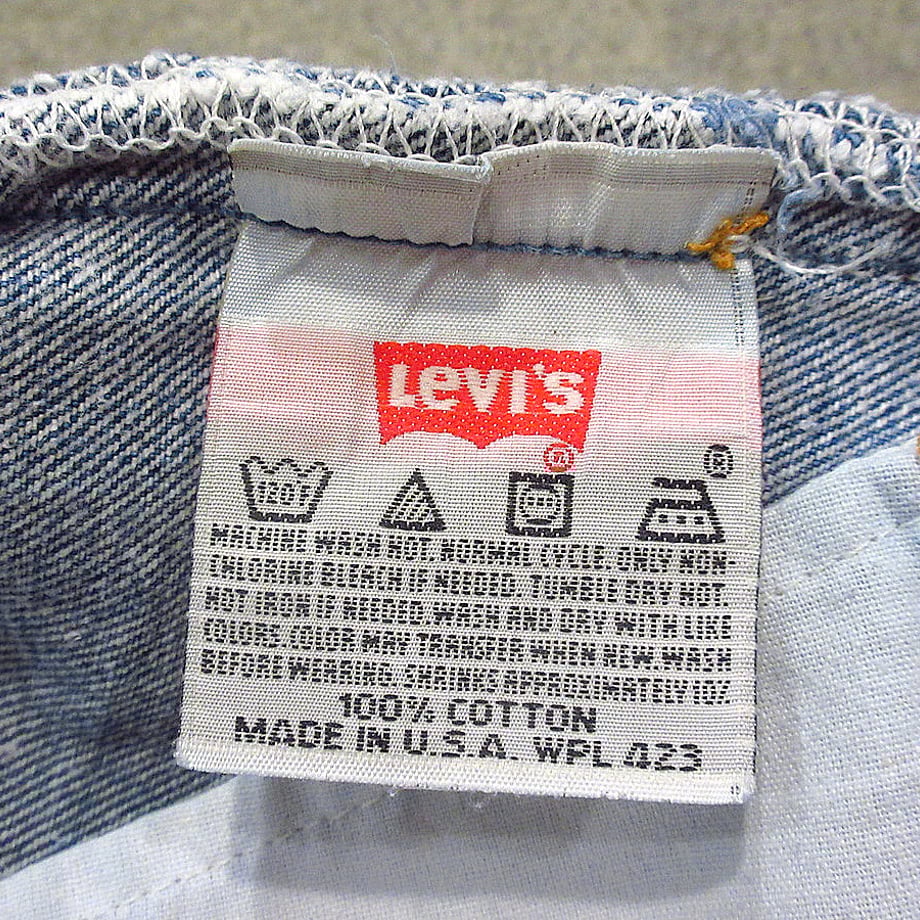 Levi's
®
120F
MACHINE WASH HOT NORMAL CYCLE. ONLY NON-
CHLORINE BLEACH IF NEEDED. TUMBLE DRY HOT.
HOT IRON IF NEEDED. WASH AND DRY WITH LIKE
COLORS. COLOR MAY TRANSFER WHEN NEW. WASH
BEFORE WEARING. SHRINKS APPROXIMATELY 10%
100% COTTON
MADE IN U.S.A. WPL 423